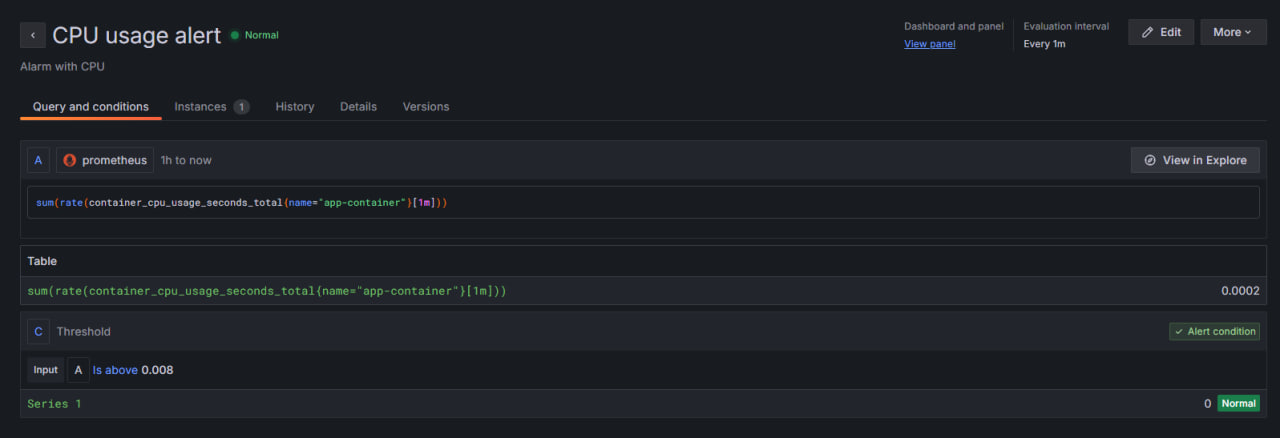 CPU usage alert Normal
Dashboard and panel
View panel
Evaluation interval
Every 1m
Edit
More
Alarm with CPU
Query and conditions Instances 1 History Details Versions
A prometheus 1h to now View in Explore
sum(rate(container_cpu_usage_seconds_total{name="app-container"}[1m]))
Table
sum(rate(container_cpu_usage_seconds_total{name="app-container"}[1m])) 0.0002
C Threshold Alert condition
Input A Is above 0.008
Series 1 0 Normal